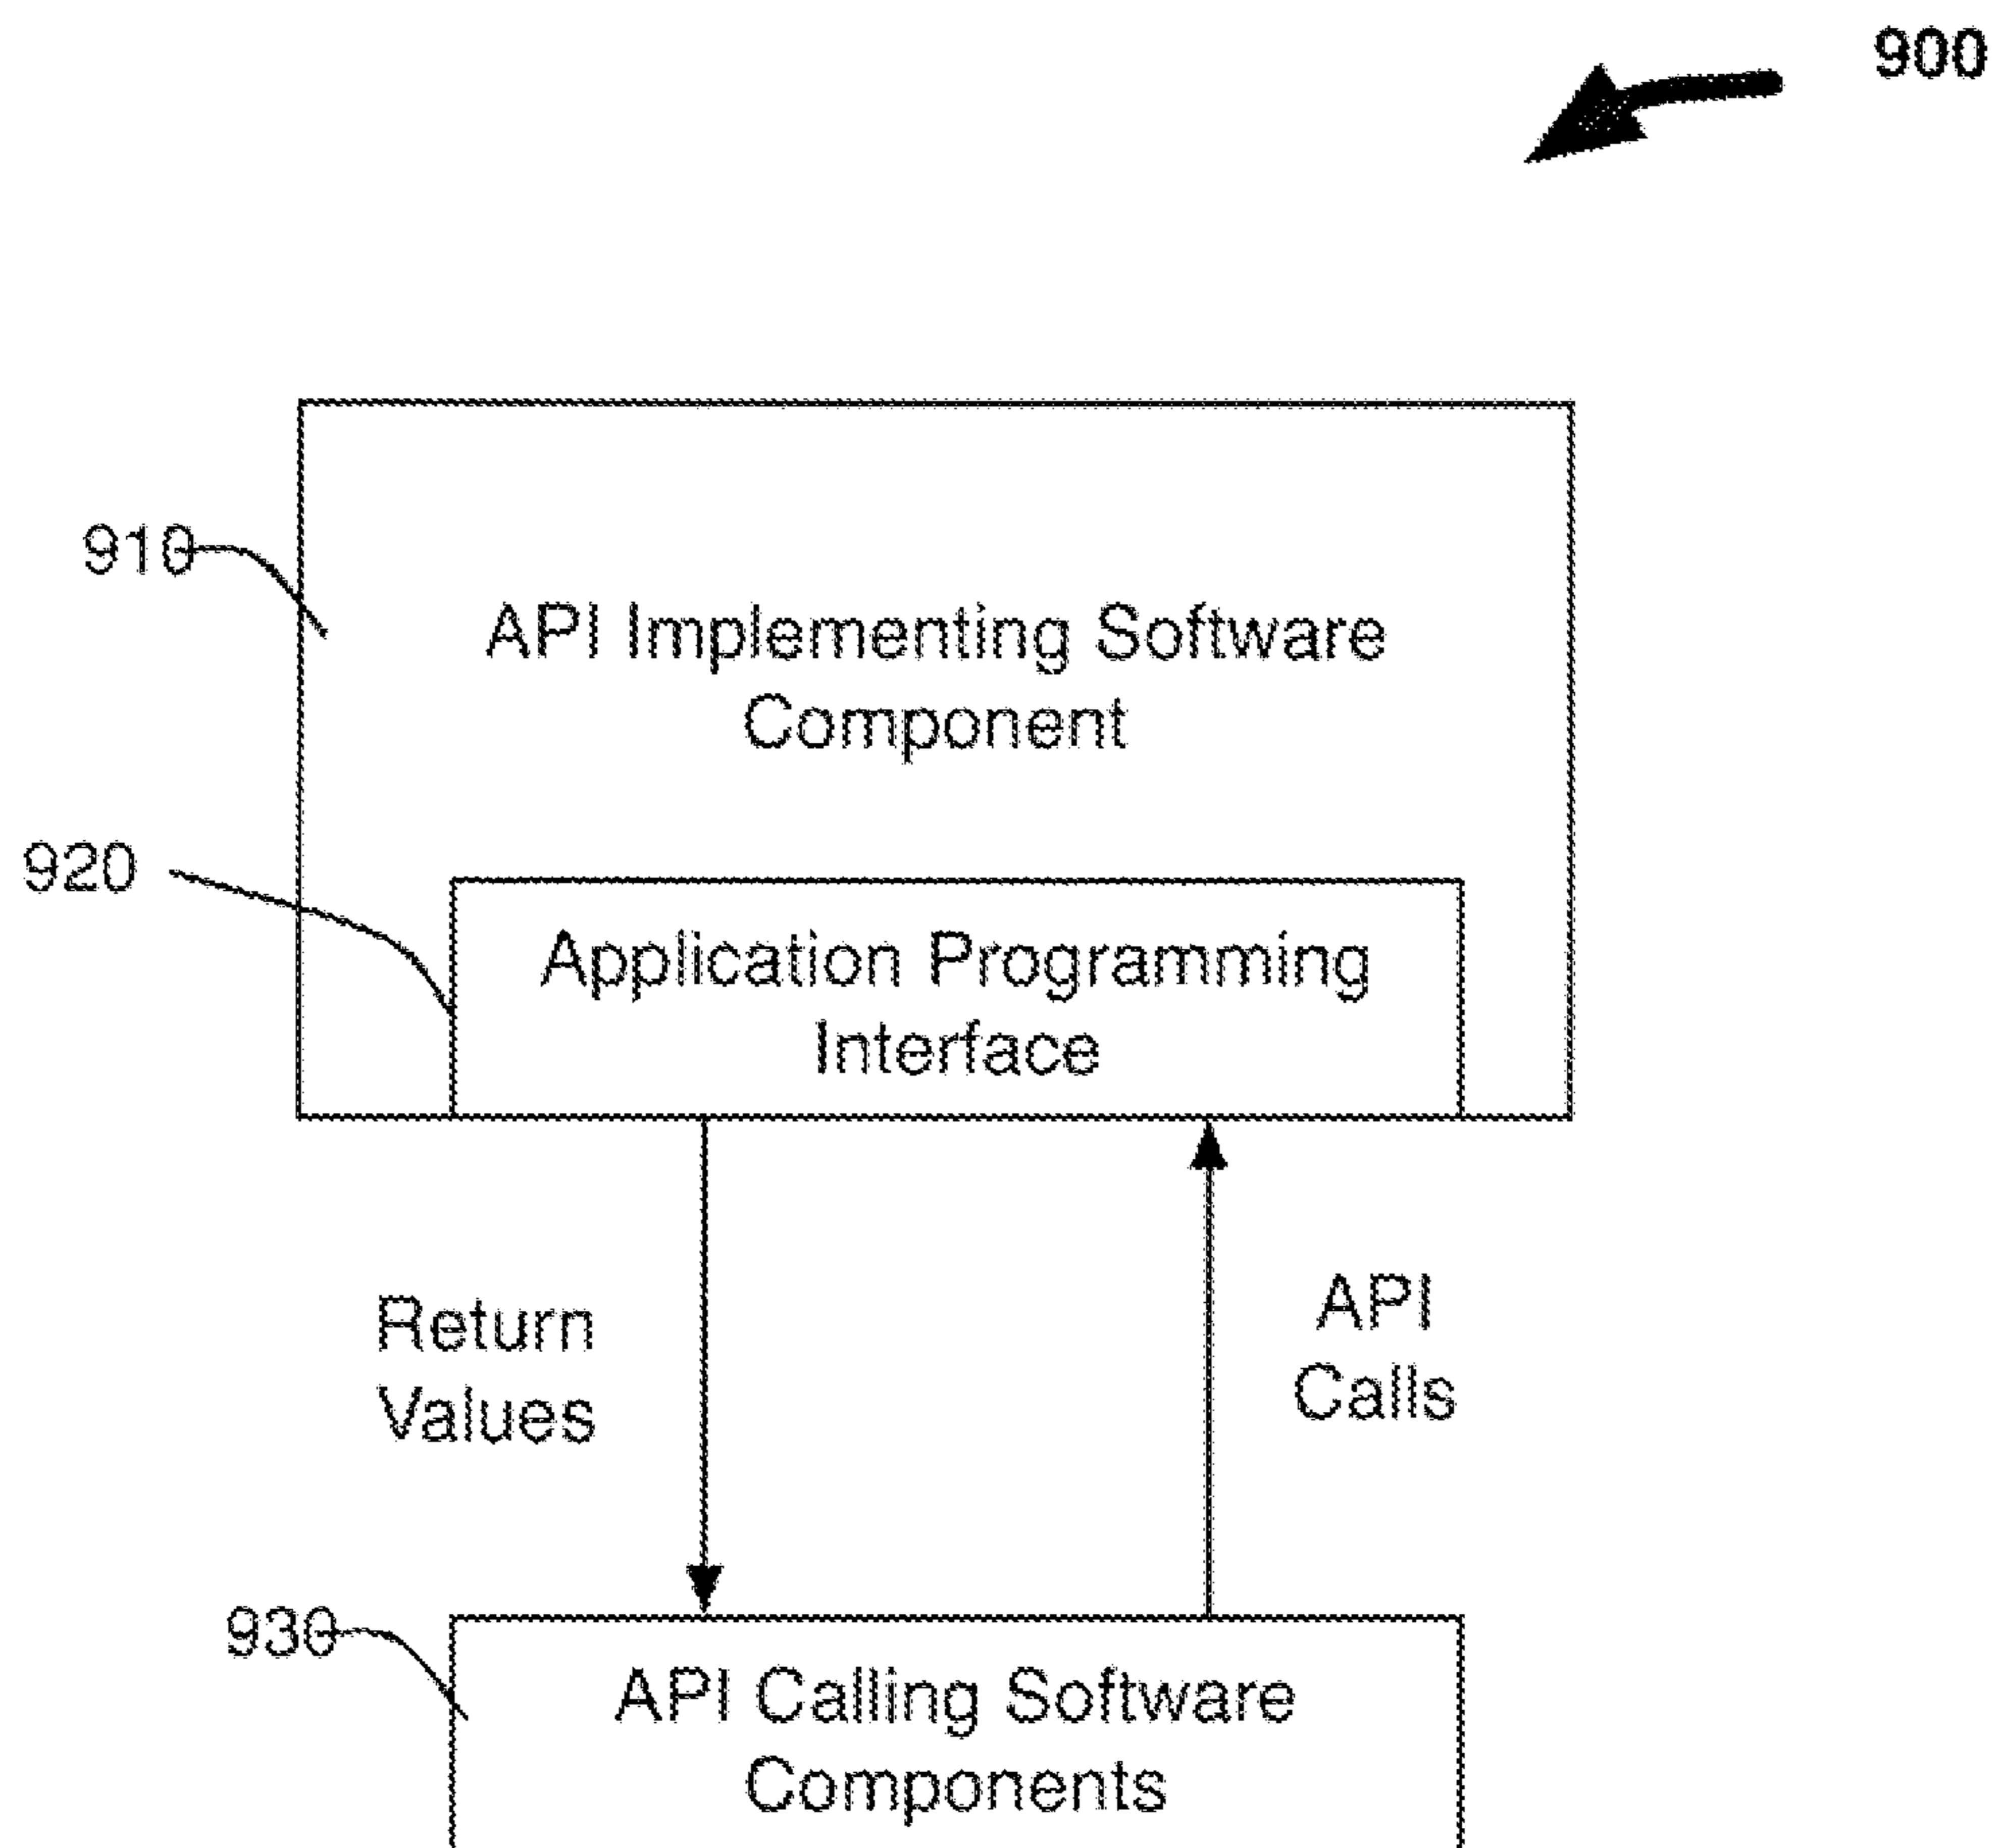 900
910
API Implementing Software
Component
920
Application Programming
Interface
Return
Values
API
Calls
930
API Calling Software
Components